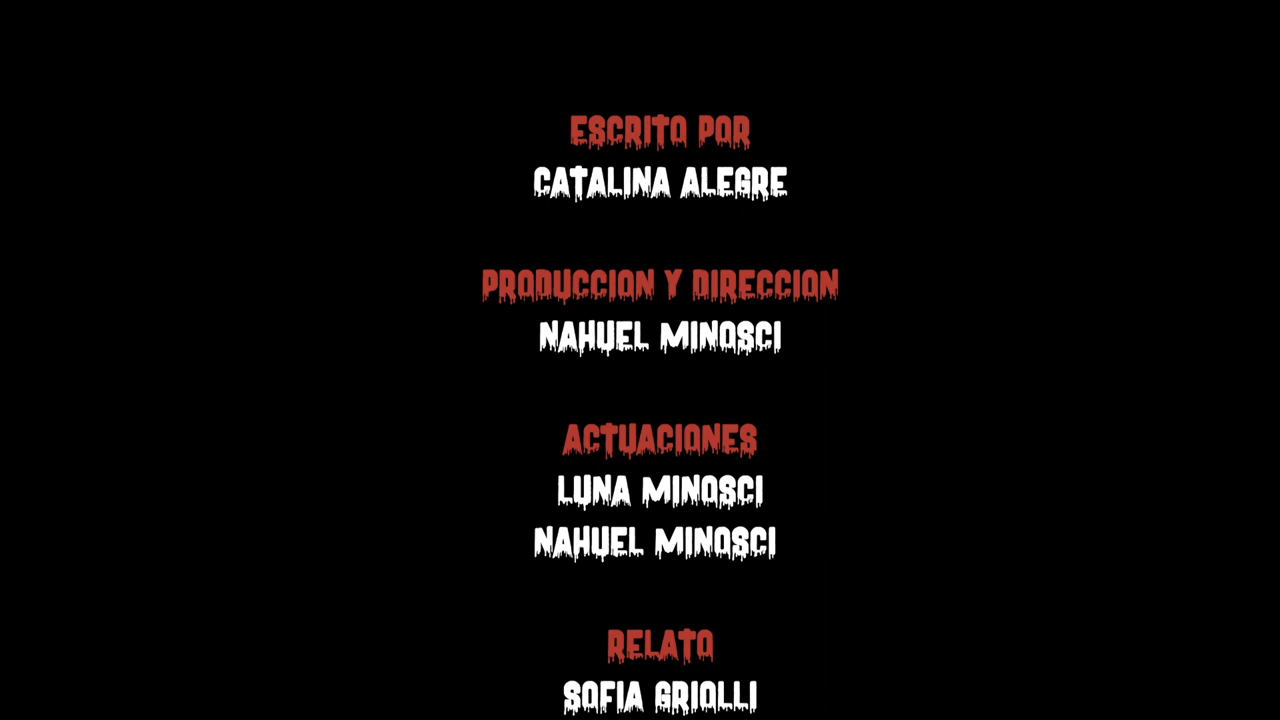 ESCRITO POR
CATALINA ALEGRE
PRODUCCION Y DIRECCION
NAHUEL MINOSCI
ACTUACIONES
LUNA MINOSCI
NAHUEL MINOSCI
RELATO
SOFIA GRIOLLI